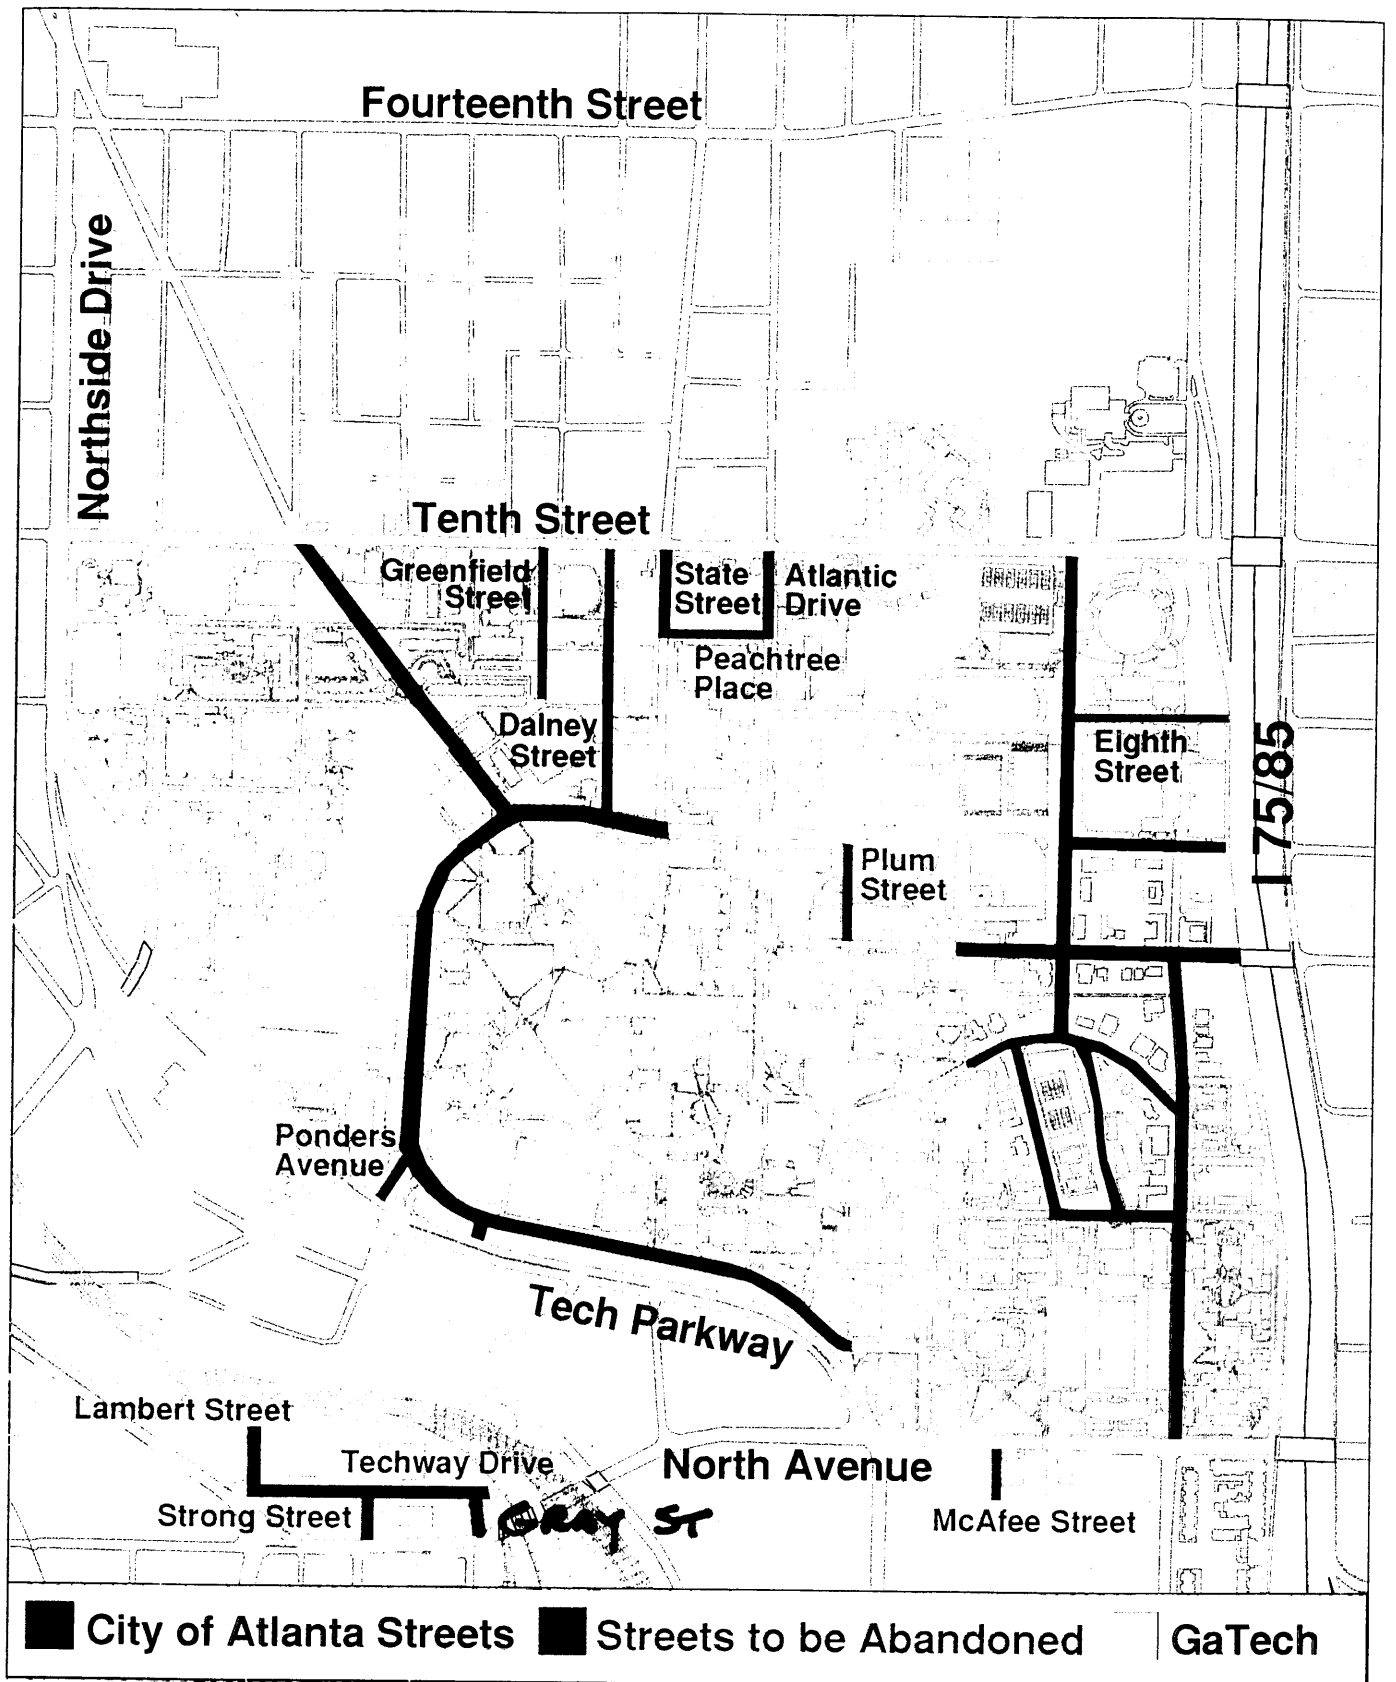 Fourteenth Street
Northside Drive
Tenth Street
Greenfield
Street
State
Street
Atlantic
Drive
Peachtree
Place
Dalney
Street
Eighth
Street
I 75/85
Plum
Street
Ponders
Avenue
Tech Parkway
Lambert Street
Techway Drive
North Avenue
Strong Street
GRAY ST
McAfee Street
City of Atlanta Streets
Streets to be Abandoned
GaTech